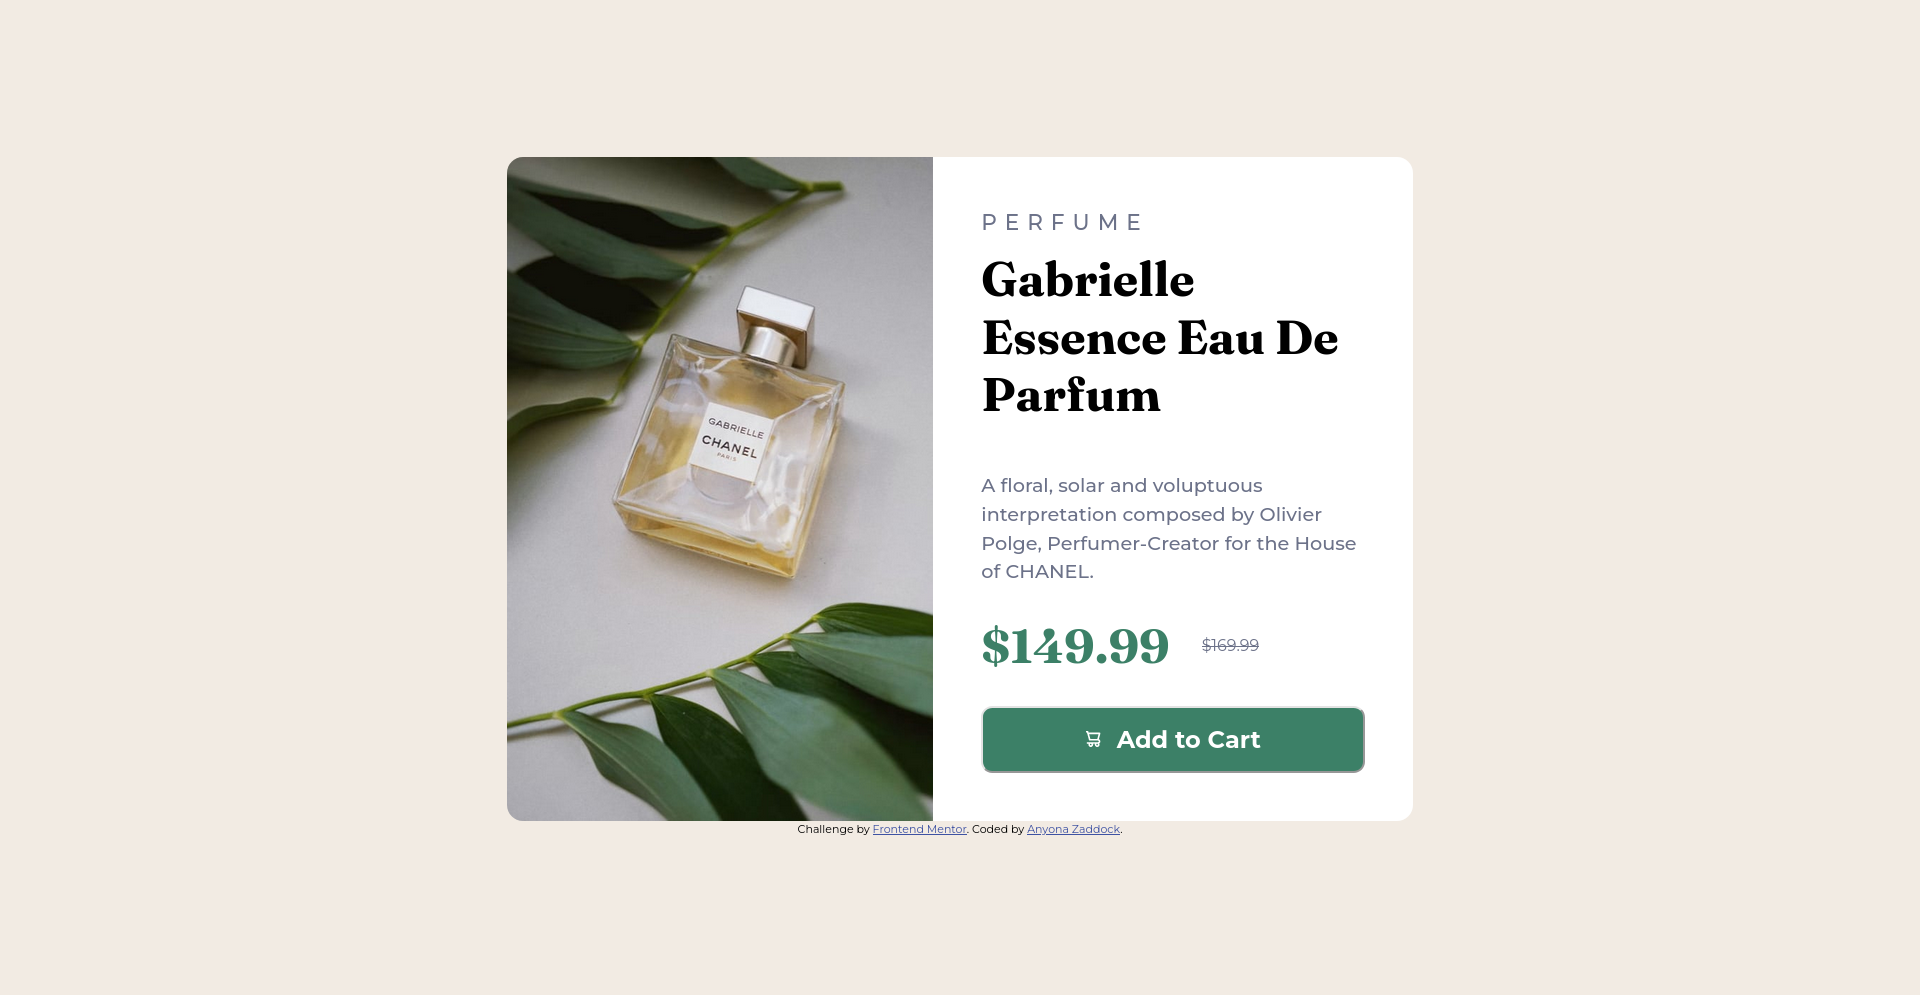 GABRIELLE
CHANEL
PARIS
PERFUME
Gabrielle
Essence Eau De
Parfum
A floral, solar and voluptuous
interpretation composed by Olivier
Polge, Perfumer-Creator for the House
of CHANEL.
$149.99 $169.99
Add to Cart
Challenge by Frontend Mentor. Coded by Anyona Zaddock.